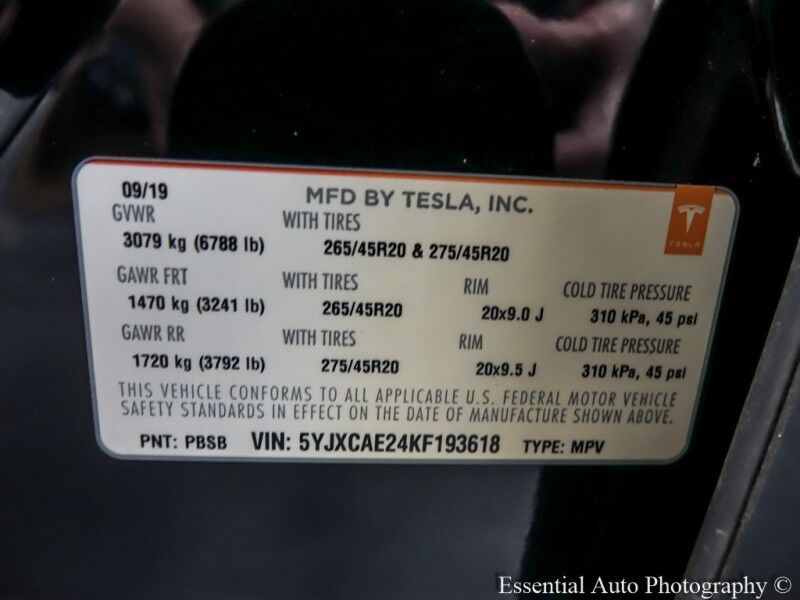 09/19 MFD BY TESLA, INC.
GVWR WITH TIRES
3079 kg (6788 lb) 265/45R20 & 275/45R20
TESLA
GAWR FRT WITH TIRES RIM COLD TIRE PRESSURE
1470 kg (3241 lb) 265/45R20 20x9.0 J 310 kPa, 45 psi
GAWR RR WITH TIRES RIM COLD TIRE PRESSURE
1720 kg (3792 lb) 275/45R20 20x9.5 J 310 kPa, 45 psi
THIS VEHICLE CONFORMS TO ALL APPLICABLE U.S. FEDERAL MOTOR VEHICLE
SAFETY STANDARDS IN EFFECT ON THE DATE OF MANUFACTURE SHOWN ABOVE.
PNT: PBSB VIN: 5YJXCAE24KF193618 TYPE: MPV
Essential Auto Photography ©